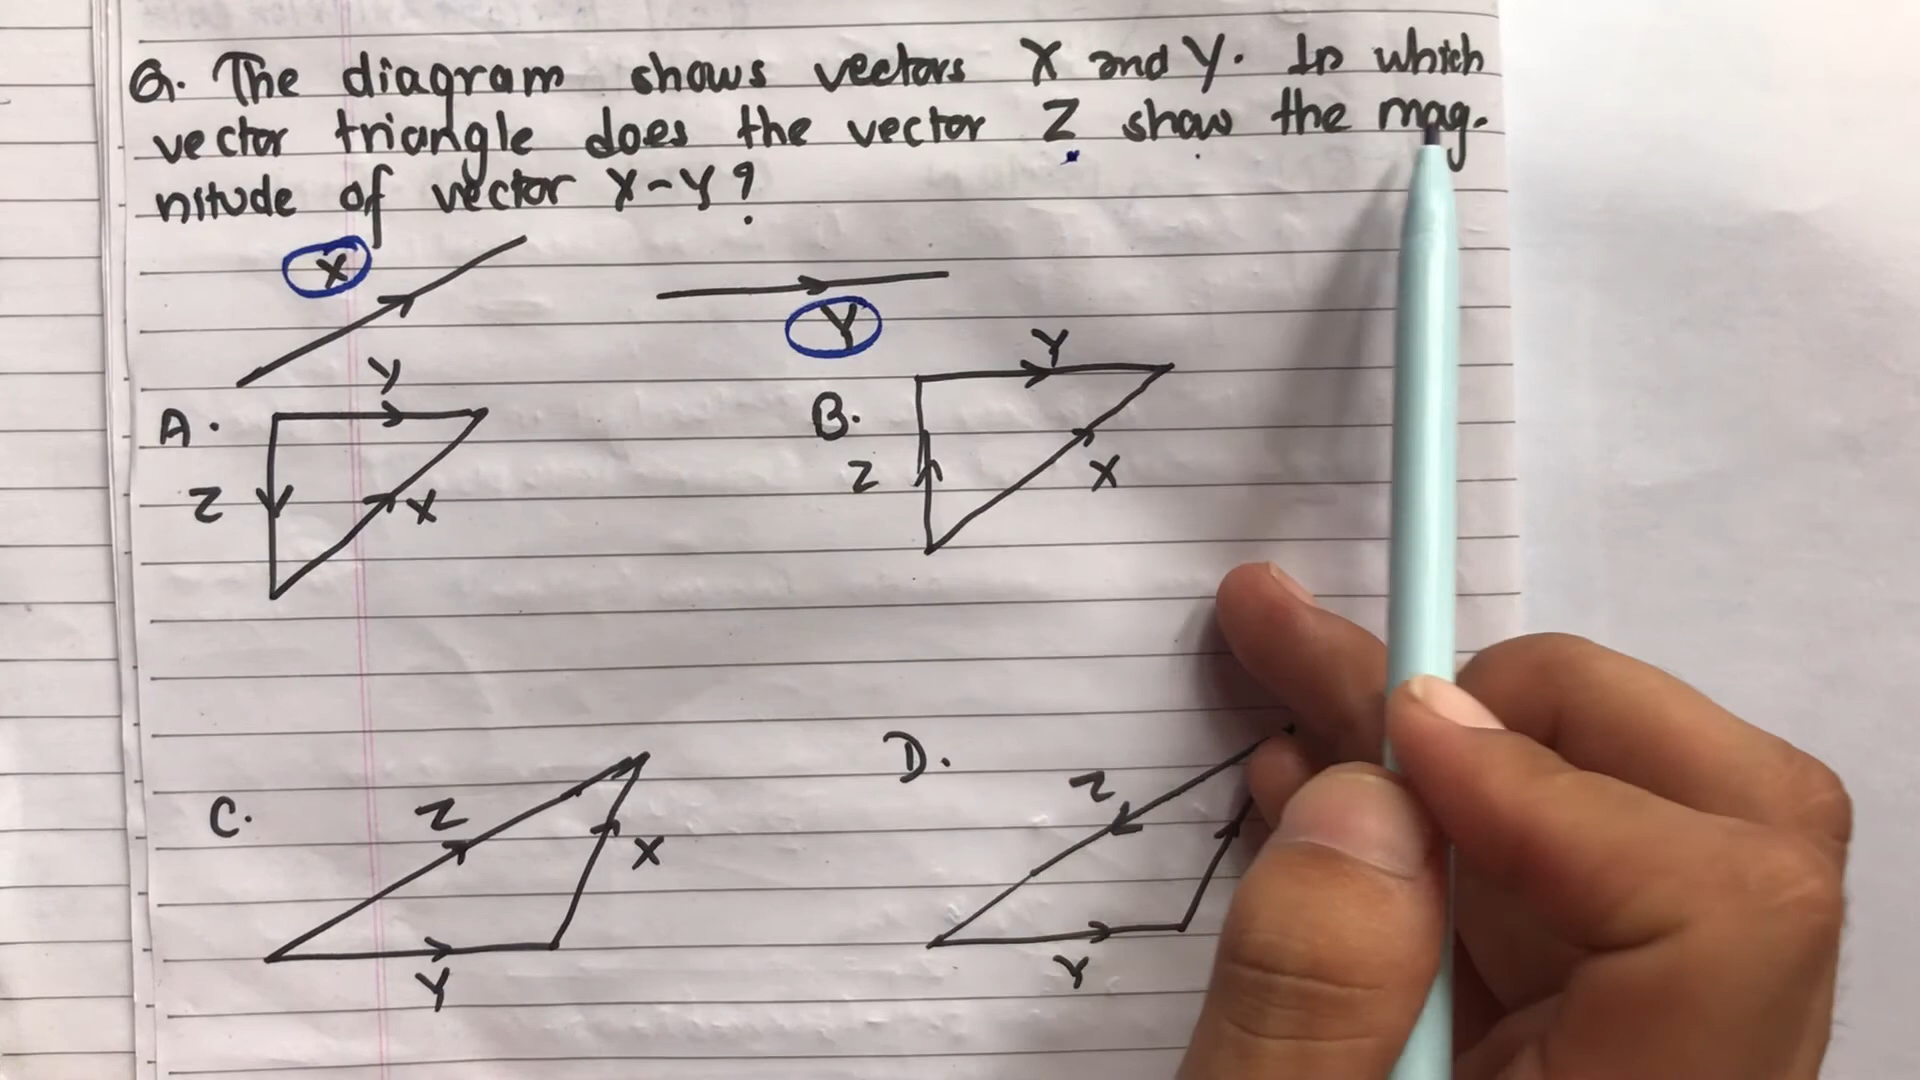 Q. The diagram shows vectors X and Y. In which
vector triangle does the vector Z show the mag-
nitude of vector X-Y?
X
Y
A.
Y
Z
X
B.
Y
Z
X
C.
Z
X
Y
D.
Z
Y